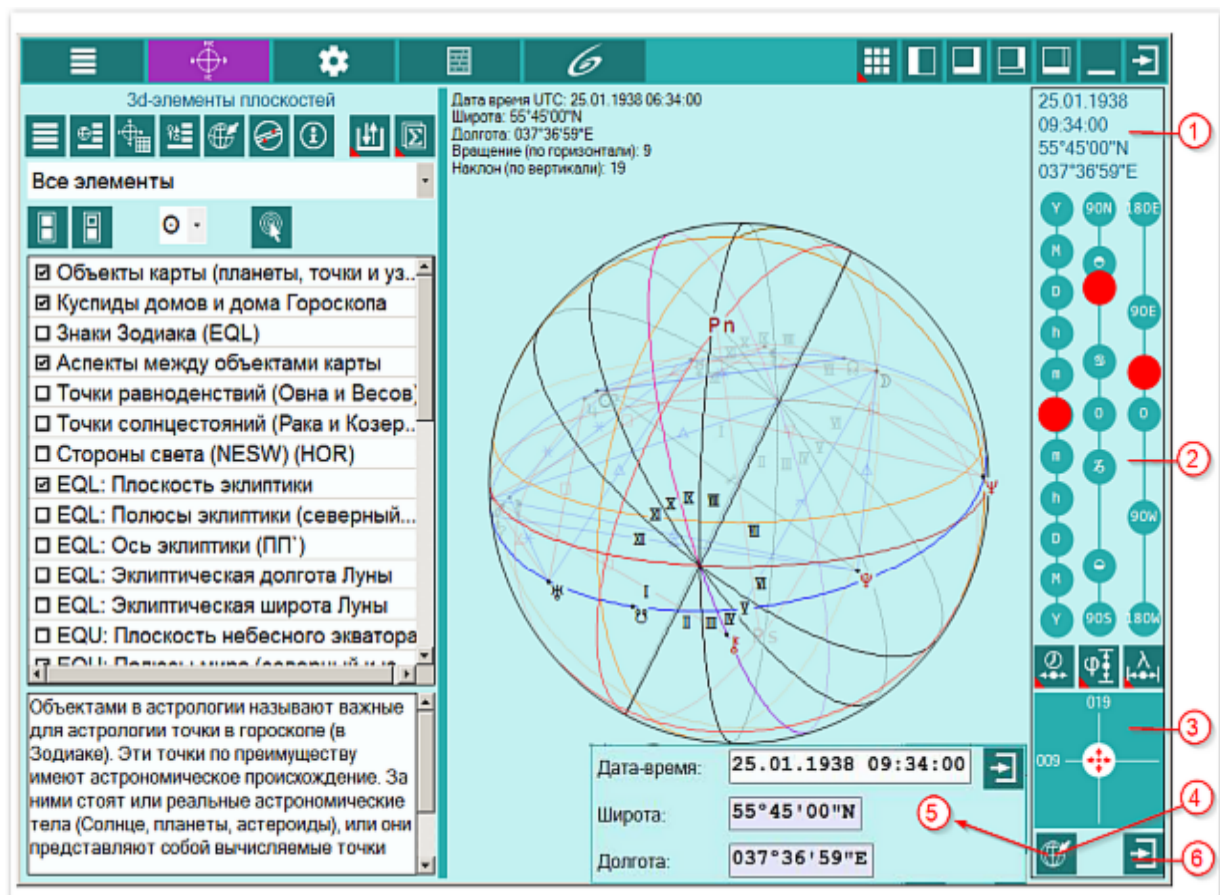 3d-элементы плоскостей
Все элементы
Объекты карты (планеты, точки и уз..
Куспиды домов и дома Гороскопа
Знаки Зодиака (EQL)
Аспекты между объектами карты
Точки равноденствий (Овна и Весов)
Точки солнцестояний (Рака и Козер..
Стороны света (NESW) (HOR)
EQL: Плоскость эклиптики
EQL: Полюсы эклиптики (северный...
EQL: Ось эклиптики (ПП`)
EQL: Эклиптическая долгота Луны
EQL: Эклиптическая широта Луны
EQU: Плоскость небесного экватора
EQU: Полюсы мира (северный и ю
Объектами в астрологии называют важные
для астрологии точки в гороскопе (в
Зодиаке). Эти точки по преимуществу
имеют астрономическое происхождение. За
ними стоят или реальные астрономические
тела (Солнце, планеты, астероиды), или они
представляют собой вычисляемые точки
Дата время UTC: 25.01.1938 06:34:00
Широта: 55°45'00"N
Долгота: 037°36'59"E
Вращение (по горизонтали): 9
Наклон (по вертикали): 19
Pn
Ps
Дата-время: 25.01.1938 09:34:00
Широта: 55°45'00"N
Долгота: 037°36'59"E
25.01.1938
09:34:00
55°45'00"N
037°36'59"E
Y 90N 180E
M
D 90E
h
m
0 0
m
h 90W
D
M
Y 90S 180W
φ λ
019
009
1
2
3
4
5
6